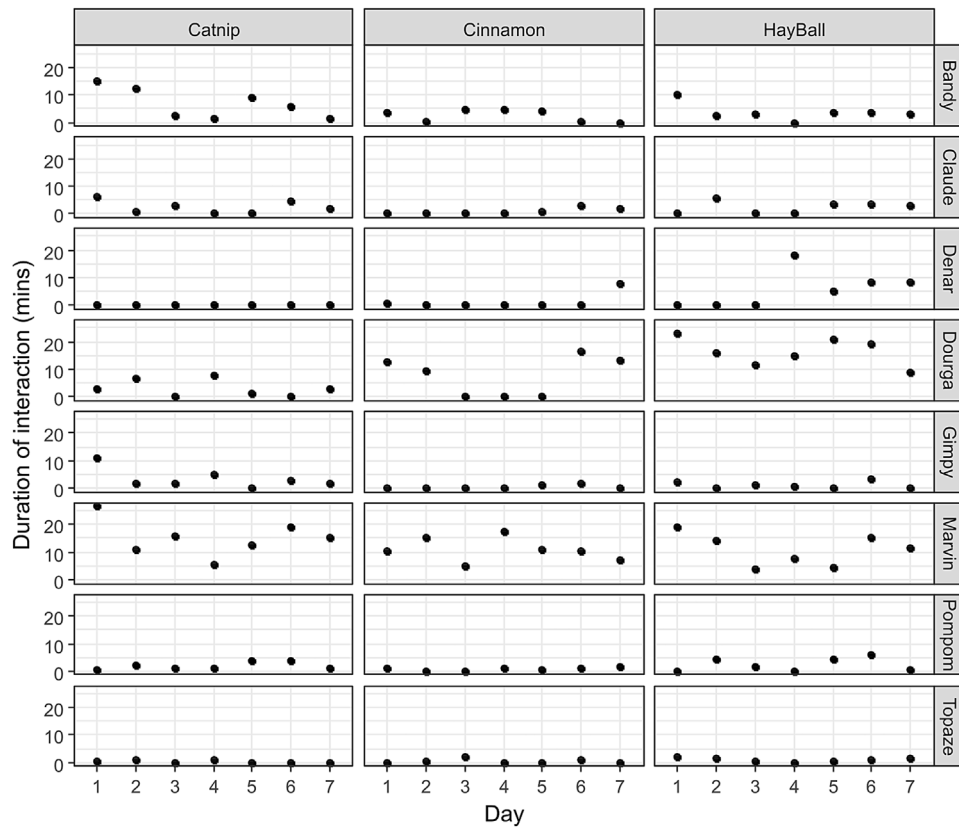 Catnip Cinnamon HayBall
20
10
0
Bandy
20
10
0
Claude
20
10
0
Denar
20
10
0
Dourga
20
10
0
Gimpy
20
10
0
Marvin
20
10
0
Pompom
20
10
0
Topaze
Duration of interaction (mins)
1 2 3 4 5 6 7 1 2 3 4 5 6 7 1 2 3 4 5 6 7
Day